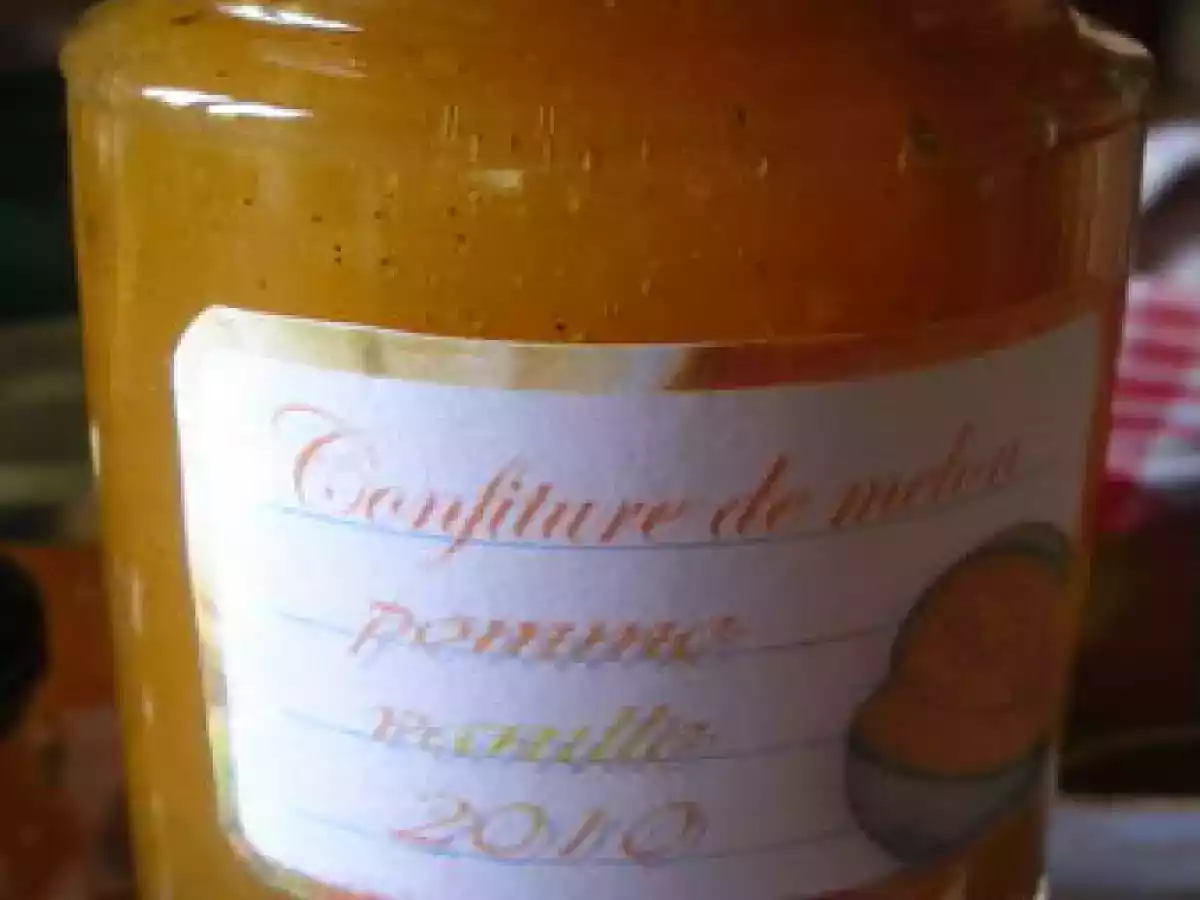 Confiture de melon
pomme
vanille
2010